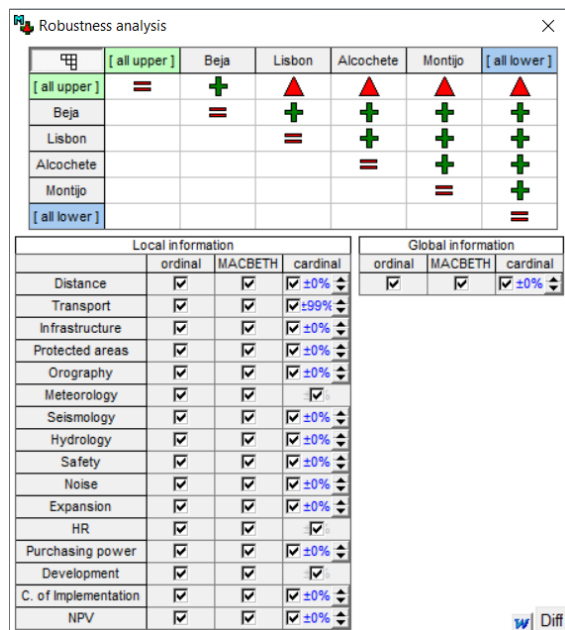 Robustness analysis
[ all upper ] Beja Lisbon Alcochete Montijo [ all lower ]
[ all upper ]
Beja
Lisbon
Alcochete
Montijo
[ all lower ]
Local information
ordinal MACBETH cardinal
Distance ±0%
Transport ±99%
Infrastructure ±0%
Protected areas ±0%
Orography ±0%
Meteorology
Seismology ±0%
Hydrology ±0%
Safety ±0%
Noise ±0%
Expansion ±0%
HR
Purchasing power ±0%
Development
C. of Implementation ±0%
NPV ±0%
Global information
ordinal MACBETH cardinal
±0%
Diff